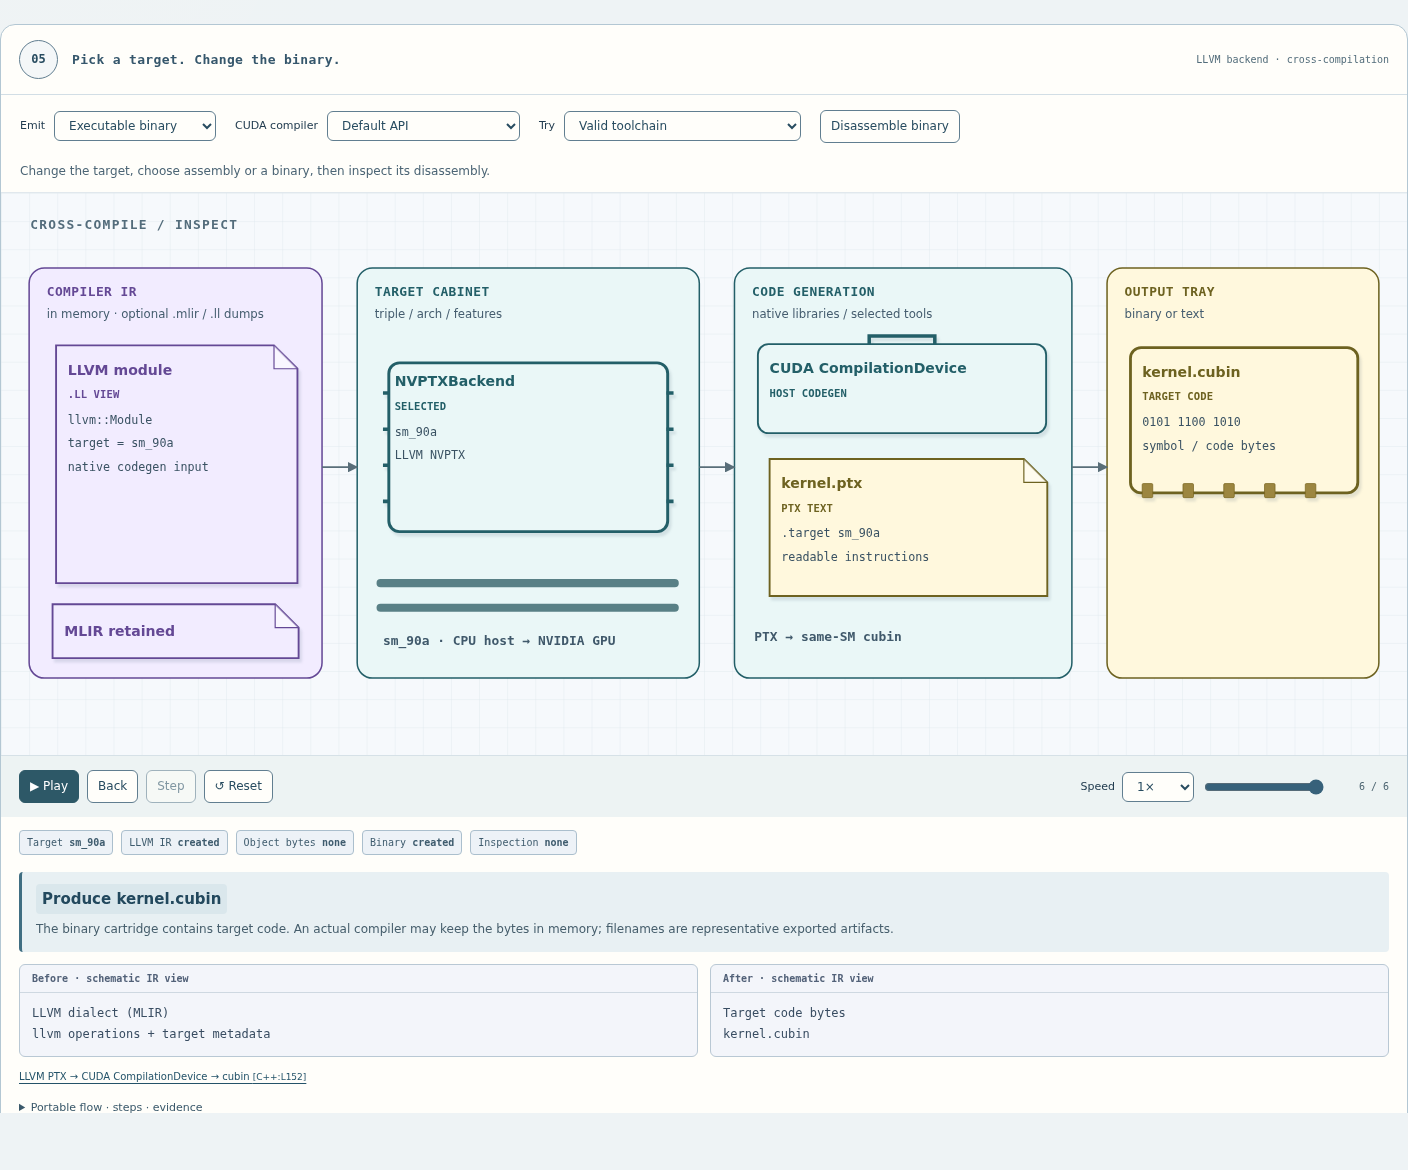 05
Pick a target. Change the binary.
LLVM backend · cross-compilation
Emit
Executable binary
CUDA compiler
Default API
Try
Valid toolchain
Disassemble binary
Change the target, choose assembly or a binary, then inspect its disassembly.
CROSS-COMPILE / INSPECT
COMPILER IR
in memory · optional .mlir / .ll dumps
LLVM module
.LL VIEW
llvm::Module
target = sm_90a
native codegen input
MLIR retained
TARGET CABINET
triple / arch / features
NVPTXBackend
SELECTED
sm_90a
LLVM NVPTX
sm_90a · CPU host → NVIDIA GPU
CODE GENERATION
native libraries / selected tools
CUDA CompilationDevice
HOST CODEGEN
kernel.ptx
PTX TEXT
.target sm_90a
readable instructions
PTX → same-SM cubin
OUTPUT TRAY
binary or text
kernel.cubin
TARGET CODE
0101 1100 1010
symbol / code bytes
▶ Play
Back
Step
↺ Reset
Speed
1×
6 / 6
Target sm_90a
LLVM IR created
Object bytes none
Binary created
Inspection none
Produce kernel.cubin
The binary cartridge contains target code. An actual compiler may keep the bytes in memory; filenames are representative exported artifacts.
Before · schematic IR view
LLVM dialect (MLIR)
llvm operations + target metadata
After · schematic IR view
Target code bytes
kernel.cubin
LLVM PTX → CUDA CompilationDevice → cubin [C++:L152]
▶ Portable flow · steps · evidence